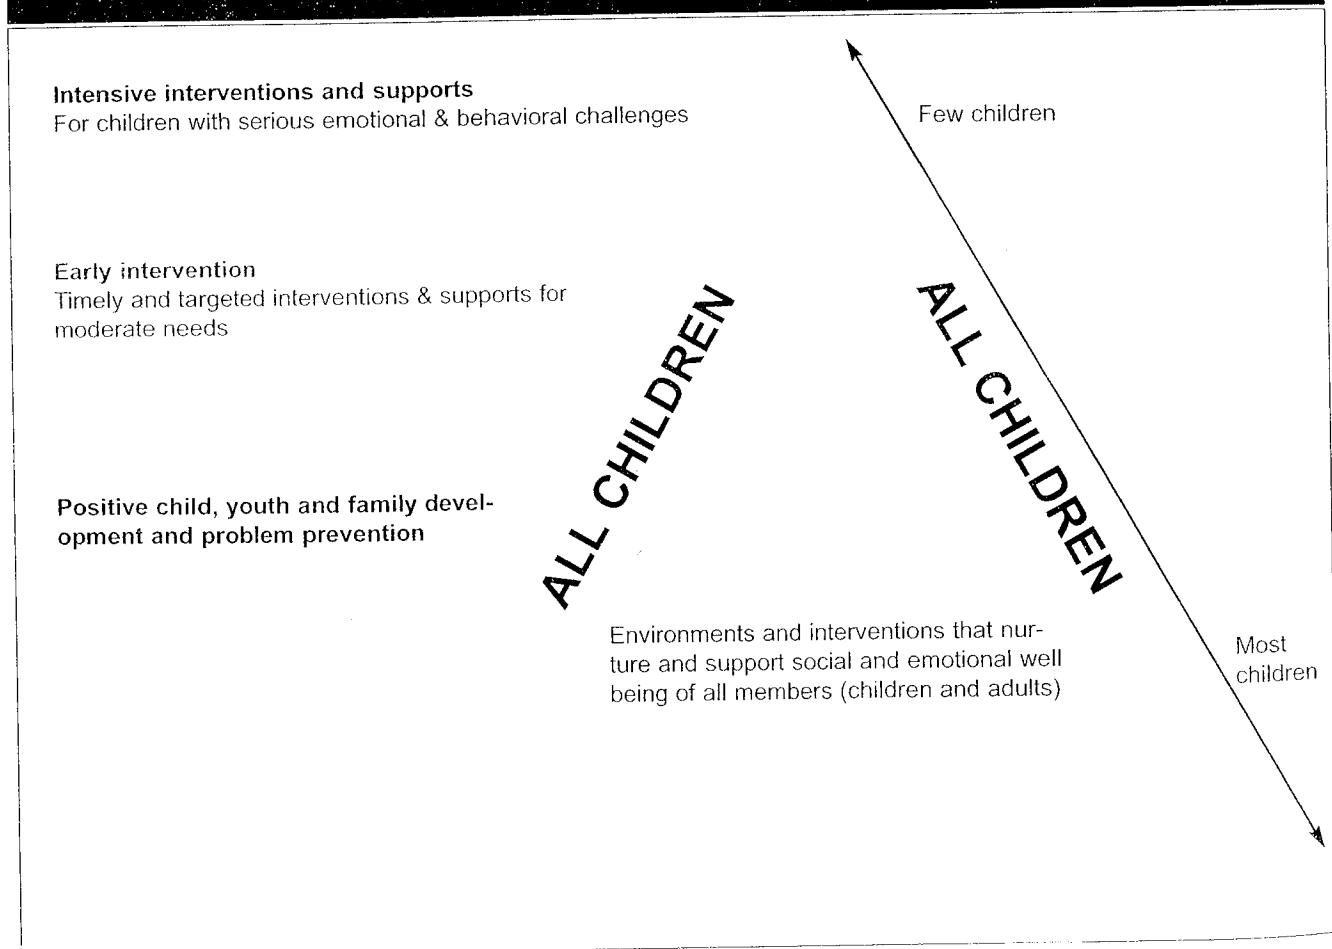 Intensive interventions and supports
For children with serious emotional & behavioral challenges
Few children
Early intervention
Timely and targeted interventions & supports for
moderate needs
ALL CHILDREN
ALL CHILDREN
Positive child, youth and family devel-
opment and problem prevention
Environments and interventions that nur-
ture and support social and emotional well
being of all members (children and adults)
Most
children